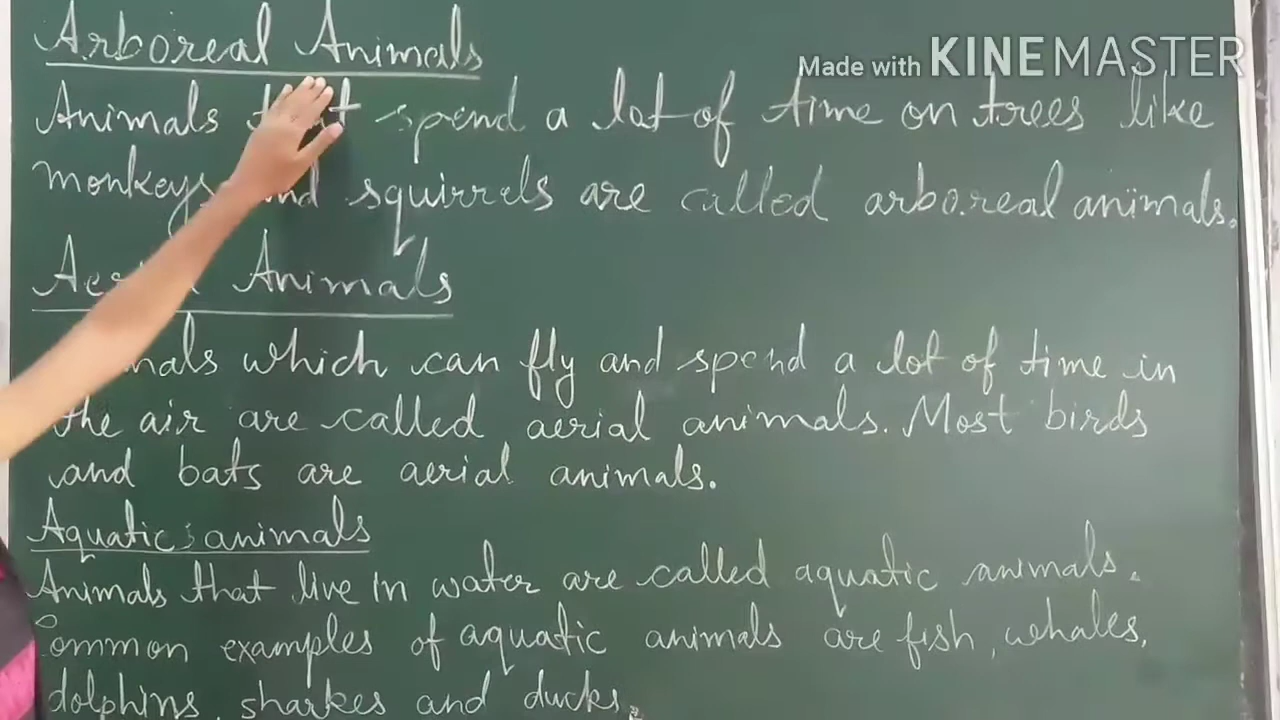 Arboreal Animals
Made with KINEMASTER
Animals that spend a lot of time on trees like
monkeys and squirrels are called arboreal animals.
Animals
which can fly and spend a lot of time in
the air are called aerial animals. Most birds
and bats are aerial animals.
Aquatic animals
Animals that live in water are called aquatic animals.
Common examples of aquatic animals are fish, whales,
dolphins, sharkes and ducks.